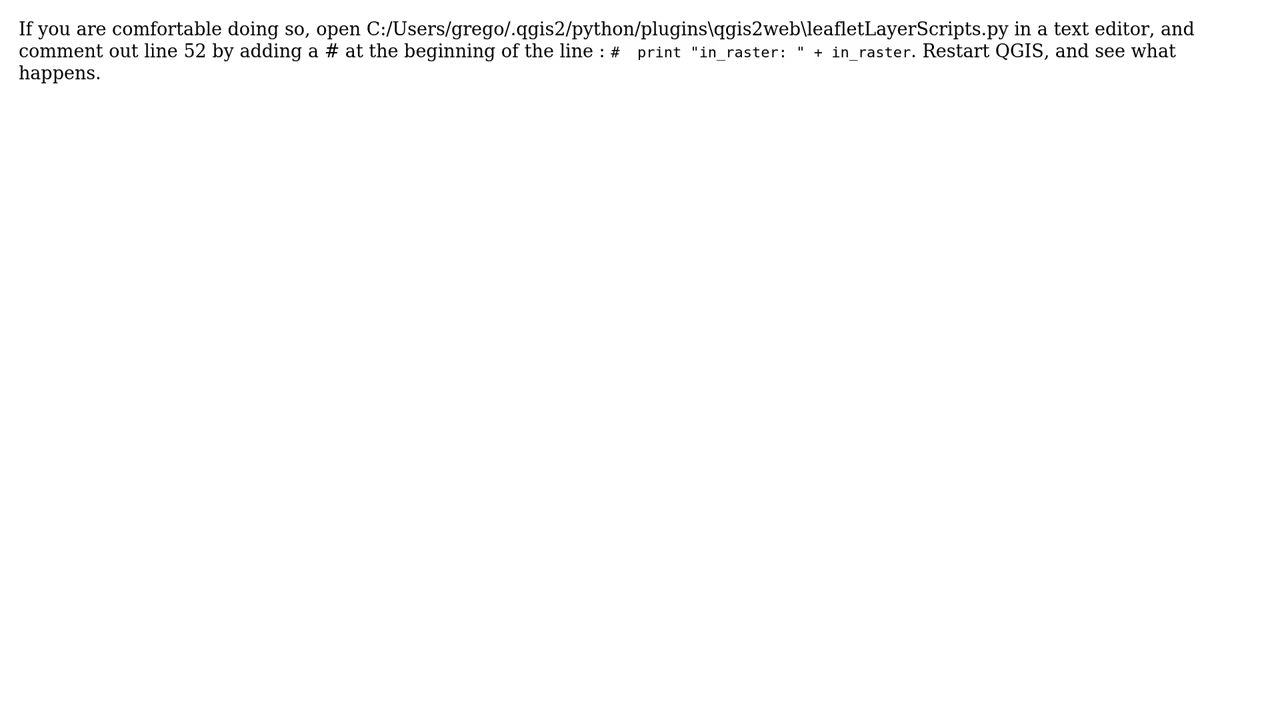 If you are comfortable doing so, open C:/Users/grego/.qgis2/python/plugins\qgis2web\leafletLayerScripts.py in a text editor, and
comment out line 52 by adding a # at the beginning of the line : #  print "in_raster: " + in_raster. Restart QGIS, and see what
happens.